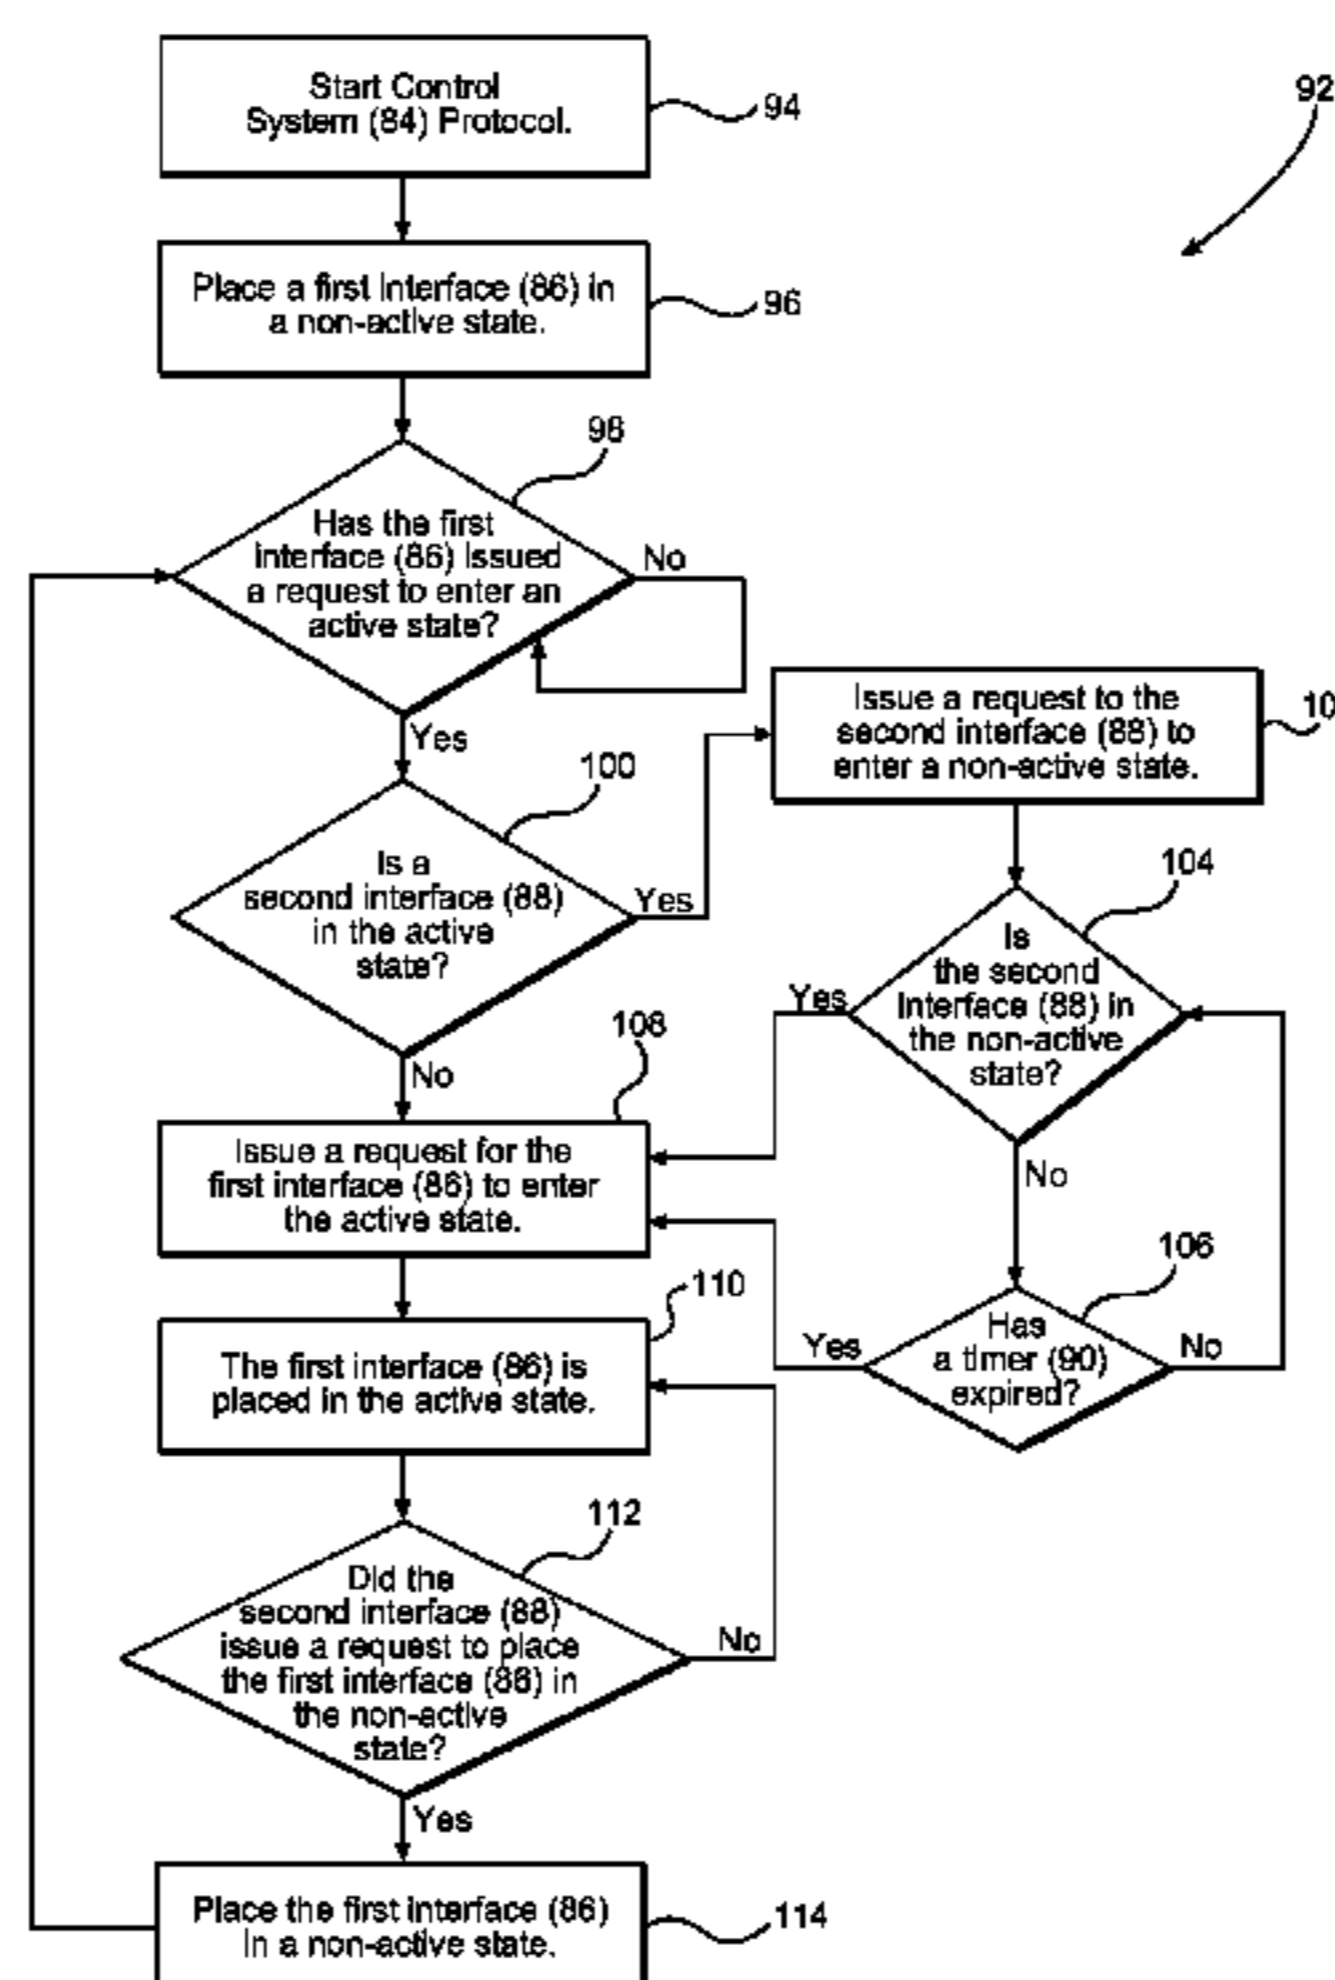 Start Control
System (84) Protocol.
94
92
Place a first interface (86) in
a non-active state.
96
98
Has the first
interface (86) issued
a request to enter an
active state?
No
Yes
Issue a request to the
second interface (88) to
enter a non-active state.
10
100
Is a
second interface (88)
in the active
state?
Yes
No
104
Is
the second
interface (88) in
the non-active
state?
Yes
No
108
Issue a request for the
first interface (86) to enter
the active state.
106
Has
a timer (90)
expired?
Yes
No
110
The first interface (86) is
placed in the active state.
112
Did the
second interface (88)
issue a request to place
the first interface (86) in
the non-active
state?
No
Yes
Place the first interface (86)
in a non-active state.
114